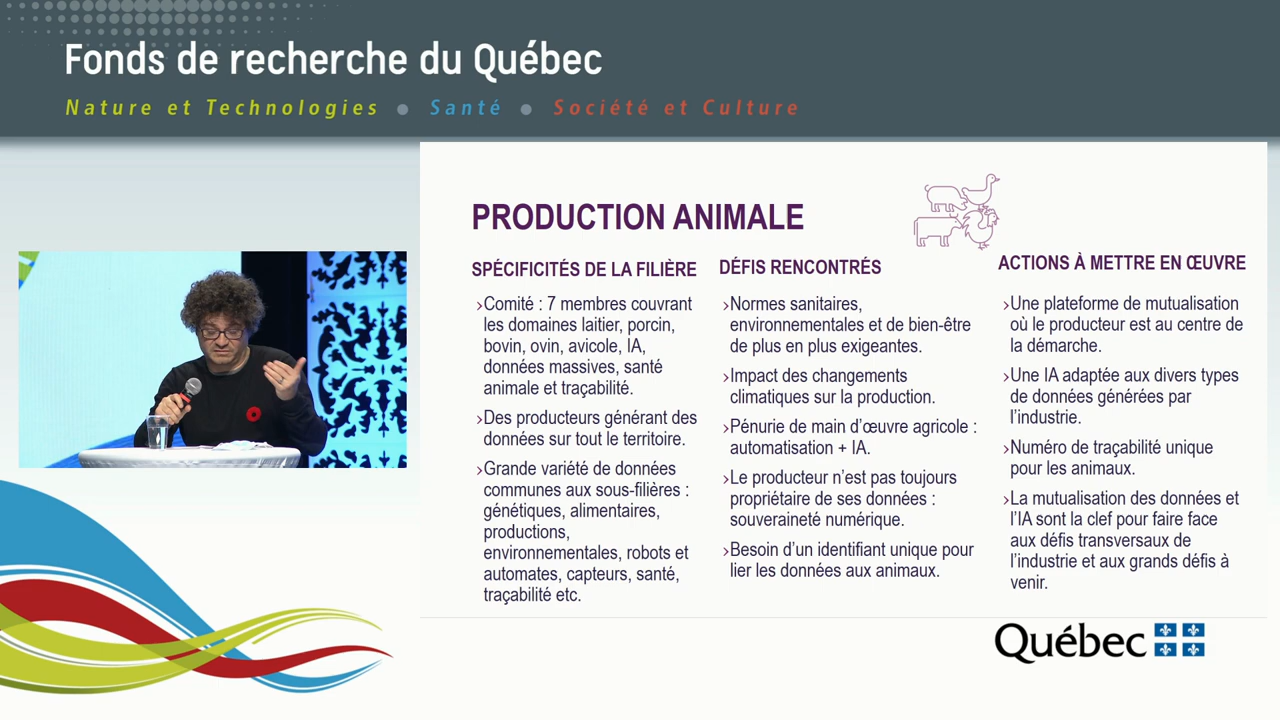 Fonds de recherche du Québec
Nature et Technologies ● Santé ● Société et Culture
PRODUCTION ANIMALE
SPÉCIFICITÉS DE LA FILIÈRE
›Comité : 7 membres couvrant
les domaines laitier, porcin,
bovin, ovin, avicole, IA,
données massives, santé
animale et traçabilité.
›Des producteurs générant des
données sur tout le territoire.
›Grande variété de données
communes aux sous-filières :
génétiques, alimentaires,
productions,
environnementales, robots et
automates, capteurs, santé,
traçabilité etc.
DÉFIS RENCONTRÉS
›Normes sanitaires,
environnementales et de bien-être
de plus en plus exigeantes.
›Impact des changements
climatiques sur la production.
›Pénurie de main d’œuvre agricole :
automatisation + IA.
›Le producteur n’est pas toujours
propriétaire de ses données :
souveraineté numérique.
›Besoin d’un identifiant unique pour
lier les données aux animaux.
ACTIONS À METTRE EN ŒUVRE
›Une plateforme de mutualisation
où le producteur est au centre de
la démarche.
›Une IA adaptée aux divers types
de données générées par
l’industrie.
›Numéro de traçabilité unique
pour les animaux.
›La mutualisation des données et
l’IA sont la clef pour faire face
aux défis transversaux de
l’industrie et aux grands défis à
venir.
Québec